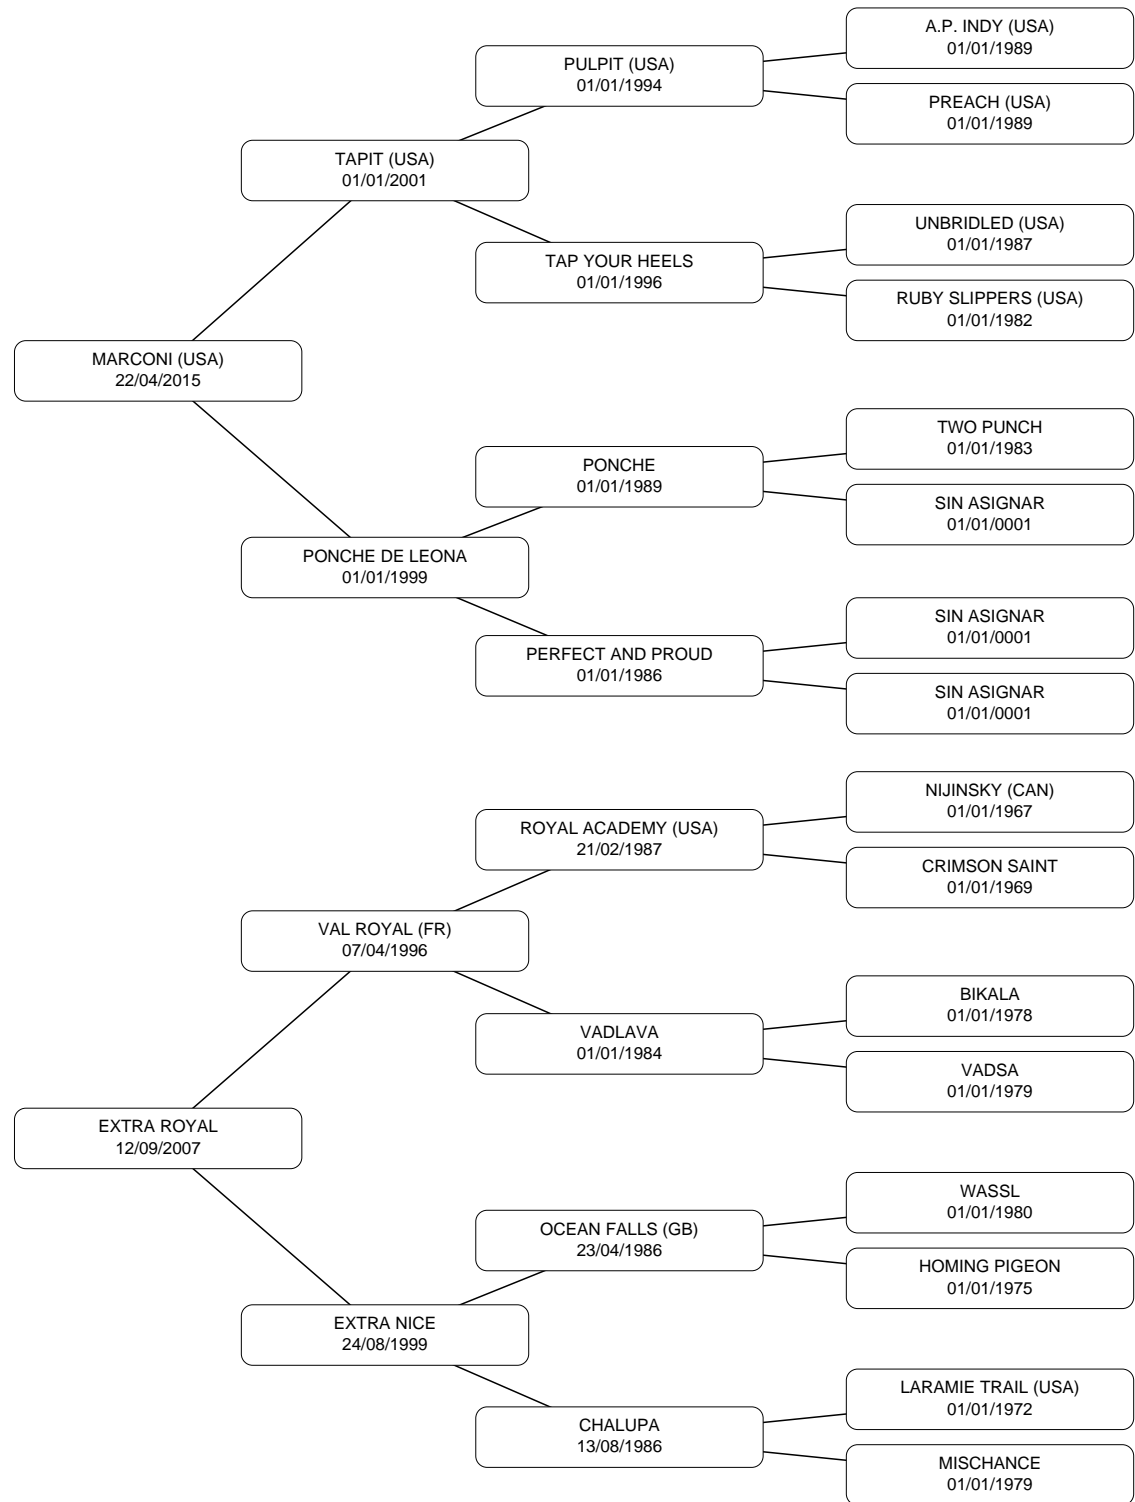 A.P. INDY (USA)
01/01/1989
PULPIT (USA)
01/01/1994
PREACH (USA)
01/01/1989
TAPIT (USA)
01/01/2001
UNBRIDLED (USA)
01/01/1987
TAP YOUR HEELS
01/01/1996
RUBY SLIPPERS (USA)
01/01/1982
MARCONI (USA)
22/04/2015
TWO PUNCH
01/01/1983
PONCHE
01/01/1989
SIN ASIGNAR
01/01/0001
PONCHE DE LEONA
01/01/1999
SIN ASIGNAR
01/01/0001
PERFECT AND PROUD
01/01/1986
SIN ASIGNAR
01/01/0001
NIJINSKY (CAN)
01/01/1967
ROYAL ACADEMY (USA)
21/02/1987
CRIMSON SAINT
01/01/1969
VAL ROYAL (FR)
07/04/1996
BIKALA
01/01/1978
VADLAVA
01/01/1984
VADSA
01/01/1979
EXTRA ROYAL
12/09/2007
WASSL
01/01/1980
OCEAN FALLS (GB)
23/04/1986
HOMING PIGEON
01/01/1975
EXTRA NICE
24/08/1999
LARAMIE TRAIL (USA)
01/01/1972
CHALUPA
13/08/1986
MISCHANCE
01/01/1979